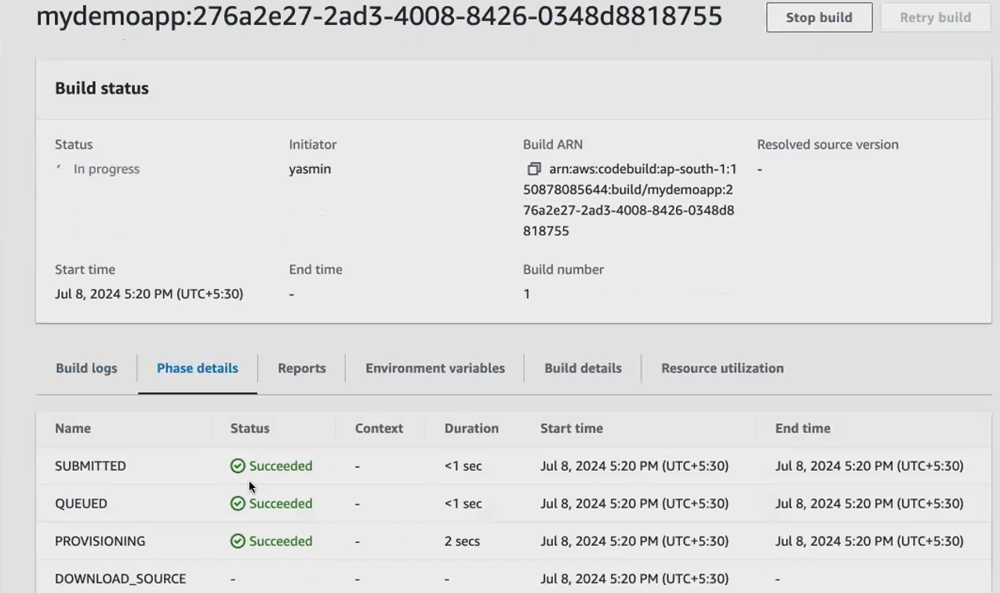 mydemoapp:276a2e27-2ad3-4008-8426-0348d8818755
Stop build
Retry build
Build status
Status
Initiator
Build ARN
Resolved source version
In progress
yasmin
arn:aws:codebuild:ap-south-1:1
50878085644:build/mydemoapp:2
76a2e27-2ad3-4008-8426-0348d8
818755
-
Start time
End time
Build number
Jul 8, 2024 5:20 PM (UTC+5:30)
-
1
Build logs
Phase details
Reports
Environment variables
Build details
Resource utilization
Name Status Context Duration Start time End time
SUBMITTED Succeeded - <1 sec Jul 8, 2024 5:20 PM (UTC+5:30) Jul 8, 2024 5:20 PM (UTC+5:30)
QUEUED Succeeded - <1 sec Jul 8, 2024 5:20 PM (UTC+5:30) Jul 8, 2024 5:20 PM (UTC+5:30)
PROVISIONING Succeeded - 2 secs Jul 8, 2024 5:20 PM (UTC+5:30) Jul 8, 2024 5:20 PM (UTC+5:30)
DOWNLOAD_SOURCE - - - Jul 8, 2024 5:20 PM (UTC+5:30) -